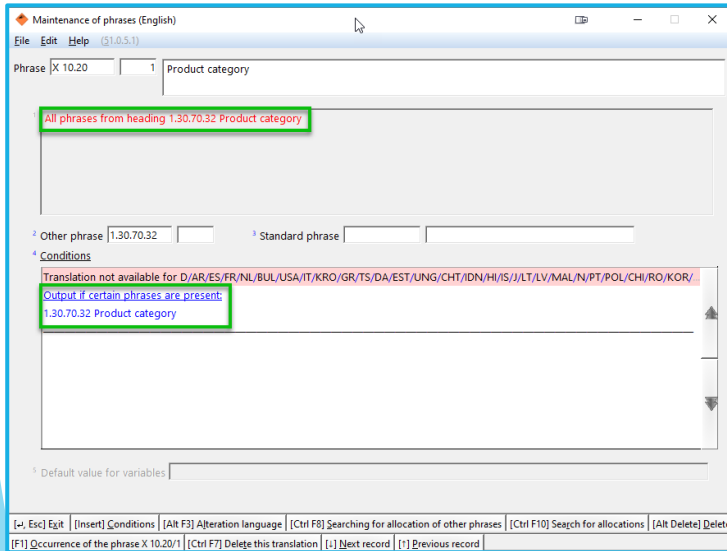 Maintenance of phrases (English)
File Edit Help (S1.0.5.1)
Phrase X 10.20 1 Product category
1 All phrases from heading 1.30.70.32 Product category
2 Other phrase 1.30.70.32 3 Standard phrase
4 Conditions
Translation not available for D/AR/ES/FR/NL/BUL/USA/IT/KRO/GR/TS/DA/EST/UNG/CHT/IDN/HI/IS/J/LT/LV/MAL/N/PT/POL/CHI/RO/KOR/...
Output if certain phrases are present:
1.30.70.32 Product category
5 Default value for variables
[↵, Esc] Exit [Insert] Conditions [Alt F3] Alteration language [Ctrl F8] Searching for allocation of other phrases [Ctrl F10] Search for allocations [Alt Delete] Delete
[F1] Occurrence of the phrase X 10.20/1 [Ctrl F7] Delete this translation [↓] Next record [↑] Previous record